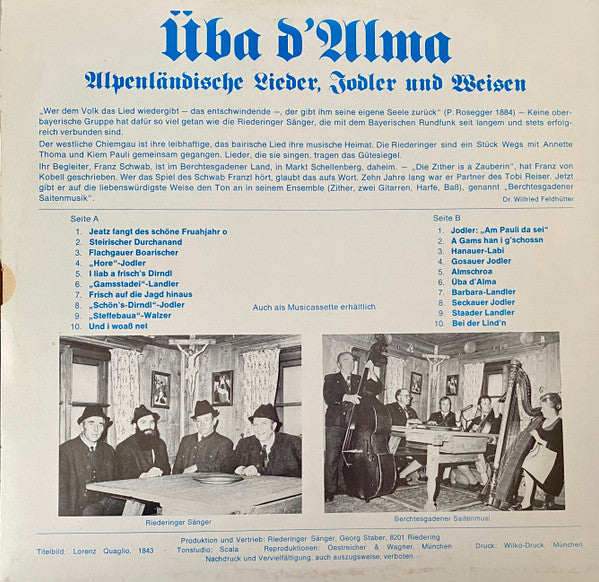 Üba d'Alma
Alpenländische Lieder, Jodler und Weisen
„Wer dem Volk das Lied wiedergibt — das entschwindende —, der gibt ihm seine eigene Seele zurück" (P. Rosegger 1884) — Keine ober-
bayerische Gruppe hat dafür so viel getan wie die Riederinger Sänger, die mit dem Bayerischen Rundfunk seit langem und stets erfolg-
reich verbunden sind.
Der westliche Chiemgau ist ihre leibhaftige, das bairische Lied ihre musische Heimat. Die Riederinger sind ein Stück Wegs mit Annette
Thoma und Kiem Pauli gemeinsam gegangen. Lieder, die sie singen, tragen das Gütesiegel.
Ihr Begleiter, Franz Schwab, ist im Berchtesgadener Land, in Markt Schellenberg, daheim. — „Die Zither is a Zauberin", hat Franz von
Kobell geschrieben. Wer das Spiel des Schwab Franzl hört, glaubt das aufs Wort. Zehn Jahre lang war er Partner des Tobi Reiser. Jetzt
gibt er auf die liebenswürdigste Weise den Ton an in seinem Ensemble (Zither, zwei Gitarren, Harfe, Baß), genannt „Berchtesgadener
Saitenmusik".
Dr. Wilfried Feldhütter
Seite A
1. Jeatz fangt des schöne Fruahjahr o
2. Steirischer Durchanand
3. Flachgauer Boarischer
4. „Hore"-Jodler
5. I liab a frisch's Dirndl
6. „Gamsstadei"-Landler
7. Frisch auf die Jagd hinaus
8. „Schön's-Dirndl"-Jodler
9. „Steffebaua"-Walzer
10. Und i woaß net
Seite B
1. Jodler: „Am Pauli da sei"
2. A Gams han i g'schossn
3. Hanauer-Labi
4. Gosauer Jodler
5. Almschroa
6. Üba d'Alma
7. Barbara-Landler
8. Seckauer Jodler
9. Staader Landler
10. Bei der Lind'n
Auch als Musicassette erhältlich
Riederinger Sänger
Berchtesgadener Saitenmusi
Produktion und Vertrieb: Riederinger Sänger, Georg Staber, 8201 Riedering
Titelbild: Lorenz Quaglio, 1843 · Tonstudio: Scala Reproduktionen: Oestreicher & Wagner, München Druck: Wilko-Druck, München
Nachdruck und Vervielfältigung, auch auszugsweise, verboten.